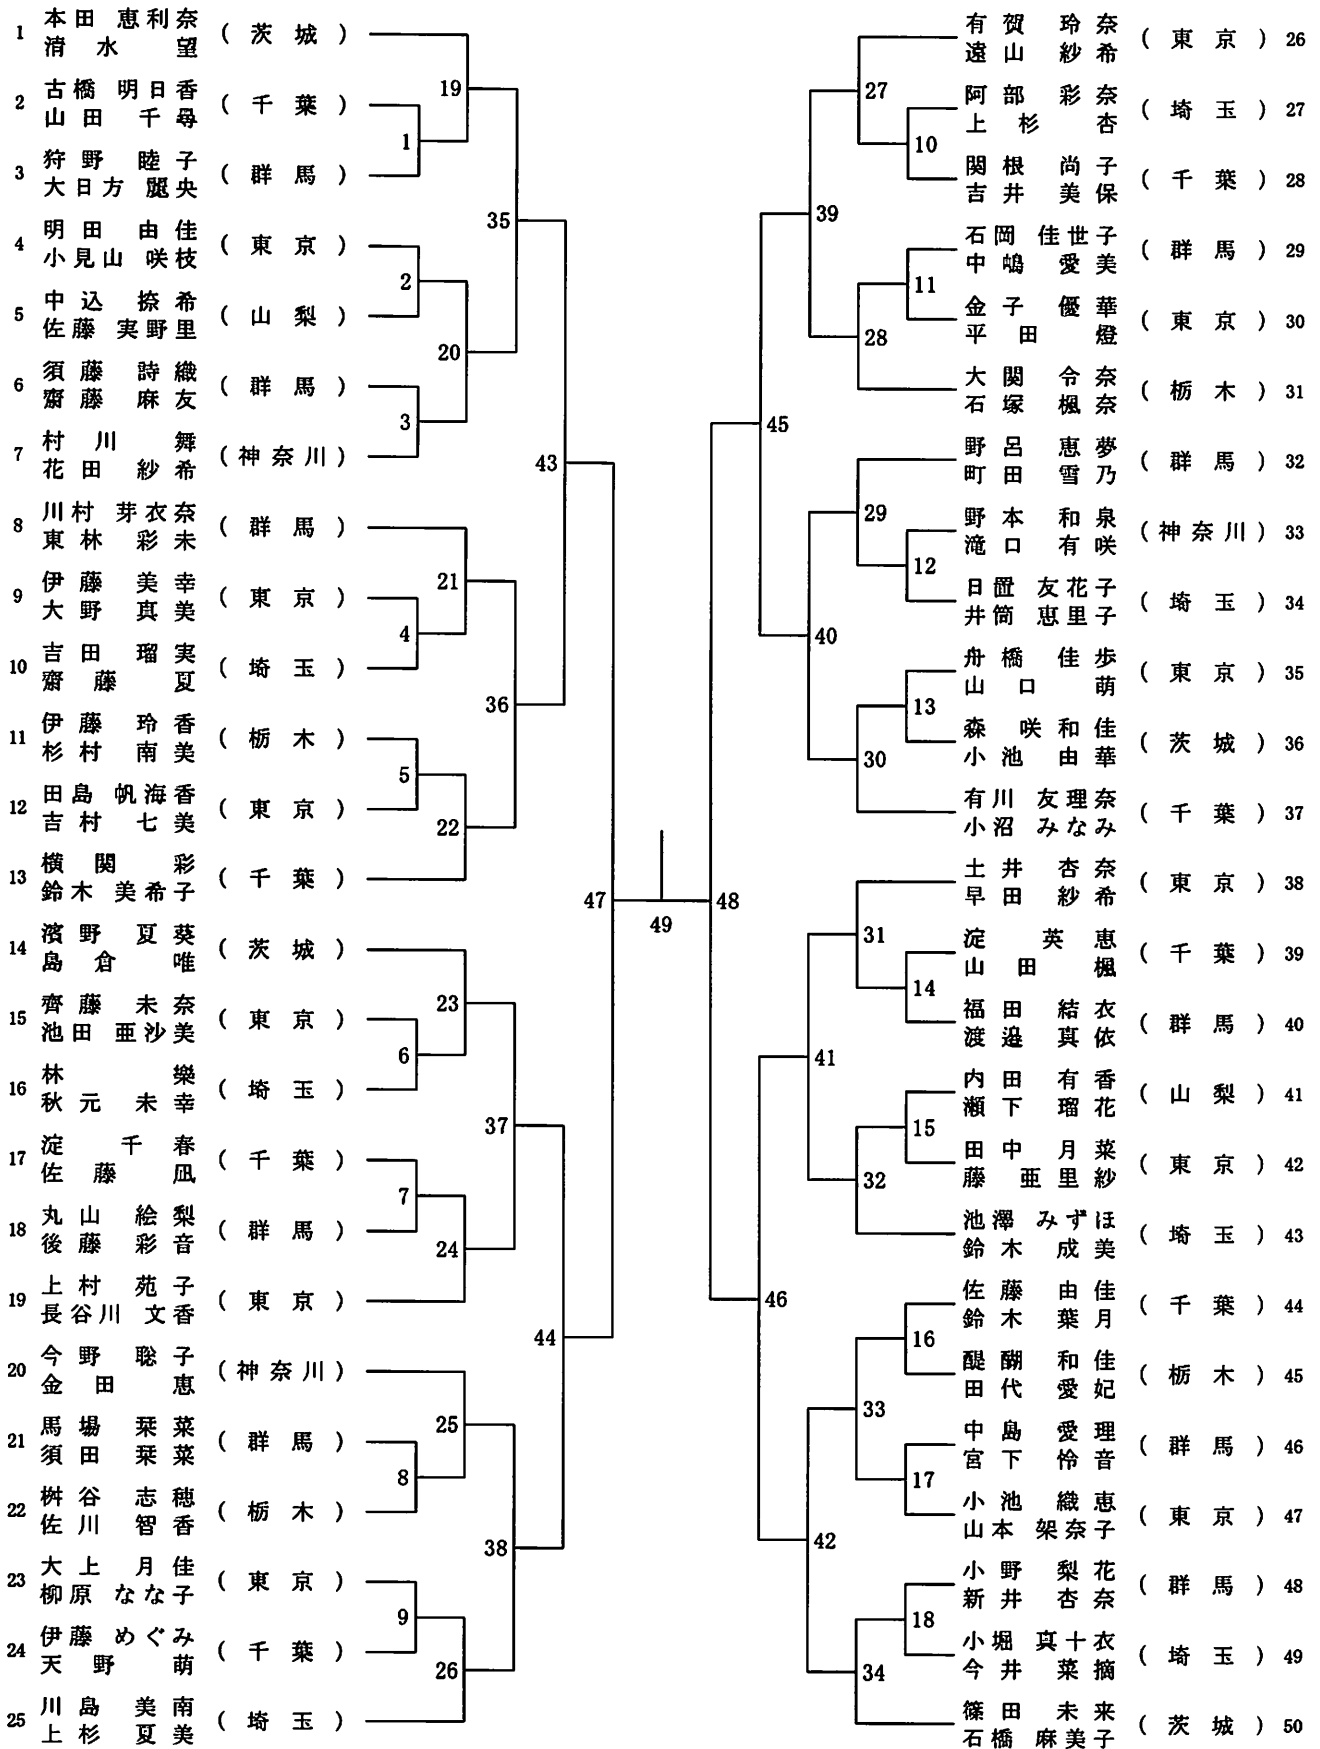 1 本田 恵利奈 (茨城)
清水 望
2 古橋 明日香 (千葉)
山田 千尋
3 狩野 睦子 (群馬)
大日方 麗央
4 明田 由佳 (東京)
小見山 咲枝
5 中込 捺希 (山梨)
佐藤 実野里
6 須藤 詩織 (群馬)
齋藤 麻友
7 村川 舞 (神奈川)
花田 紗希
8 川村 芽衣奈 (群馬)
東林 彩未
9 伊藤 美幸 (東京)
大野 真美
10 吉田 瑠実 (埼玉)
齋藤 夏
11 伊藤 玲香 (栃木)
杉村 南美
12 田島 帆海香 (東京)
吉村 七美
13 横関 彩 (千葉)
鈴木 美希子
14 濱野 夏葵 (茨城)
島倉 唯
15 齊藤 未奈 (東京)
池田 亜沙美
16 林 樂 (埼玉)
秋元 未幸
17 淀 千春 (千葉)
佐藤 凪
18 丸山 絵梨 (群馬)
後藤 彩音
19 上村 苑子 (東京)
長谷川 文香
20 今野 聡子 (神奈川)
金田 恵
21 馬場 栞菜 (群馬)
須田 栞菜
22 桝谷 志穂 (栃木)
佐川 智香
23 大上 月佳 (東京)
柳原 なな子
24 伊藤 めぐみ (千葉)
天野 萌
25 川島 美南 (埼玉)
上杉 夏美
19
1
35
2
20
3
43
21
4
36
5
22
47
23
6
37
7
24
44
25
8
38
9
26
49
48
27
10
39
11
28
45
29
12
40
13
30
31
14
41
15
32
46
16
33
17
42
18
34
有賀 玲奈 (東京) 26
遠山 紗希
阿部 彩奈 (埼玉) 27
上杉 杏
関根 尚子 (千葉) 28
吉井 美保
石岡 佳世子 (群馬) 29
中嶋 愛美
金子 優華 (東京) 30
平田 燈
大関 令奈 (栃木) 31
石塚 楓奈
野呂 恵夢 (群馬) 32
町田 雪乃
野本 和泉 (神奈川) 33
滝口 有咲
日置 友花子 (埼玉) 34
井筒 恵里子
舟橋 佳歩 (東京) 35
山口 萌
森 咲和佳 (茨城) 36
小池 由華
有川 友理奈 (千葉) 37
小沼 みなみ
土井 杏奈 (東京) 38
早田 紗希
淀 英恵 (千葉) 39
山田 楓
福田 結衣 (群馬) 40
渡邉 真依
内田 有香 (山梨) 41
瀬下 瑠花
田中 月菜 (東京) 42
藤 亜里紗
池澤 みずほ (埼玉) 43
鈴木 成美
佐藤 由佳 (千葉) 44
鈴木 葉月
醍醐 和佳 (栃木) 45
田代 愛妃
中島 愛理 (群馬) 46
宮下 怜音
小池 織恵 (東京) 47
山本 架奈子
小野 梨花 (群馬) 48
新井 杏奈
小堀 真十衣 (埼玉) 49
今井 菜摘
篠田 未来 (茨城) 50
石橋 麻美子